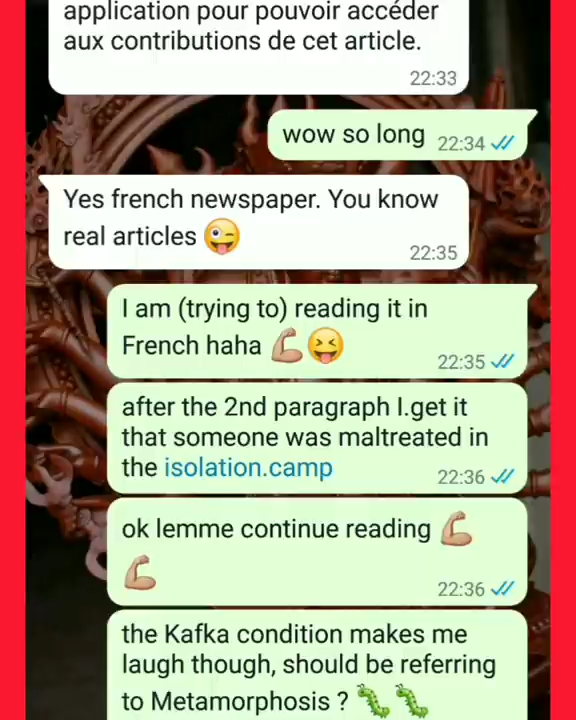 application pour pouvoir accéder
aux contributions de cet article.
22:33
wow so long 22:34
Yes french newspaper. You know
real articles 😜
22:35
I am (trying to) reading it in
French haha 💪🏼😝
22:35
after the 2nd paragraph I.get it
that someone was maltreated in
the isolation.camp
22:36
ok lemme continue reading 💪🏼
💪🏼
22:36
the Kafka condition makes me
laugh though, should be referring
to Metamorphosis ? 🐛🐛